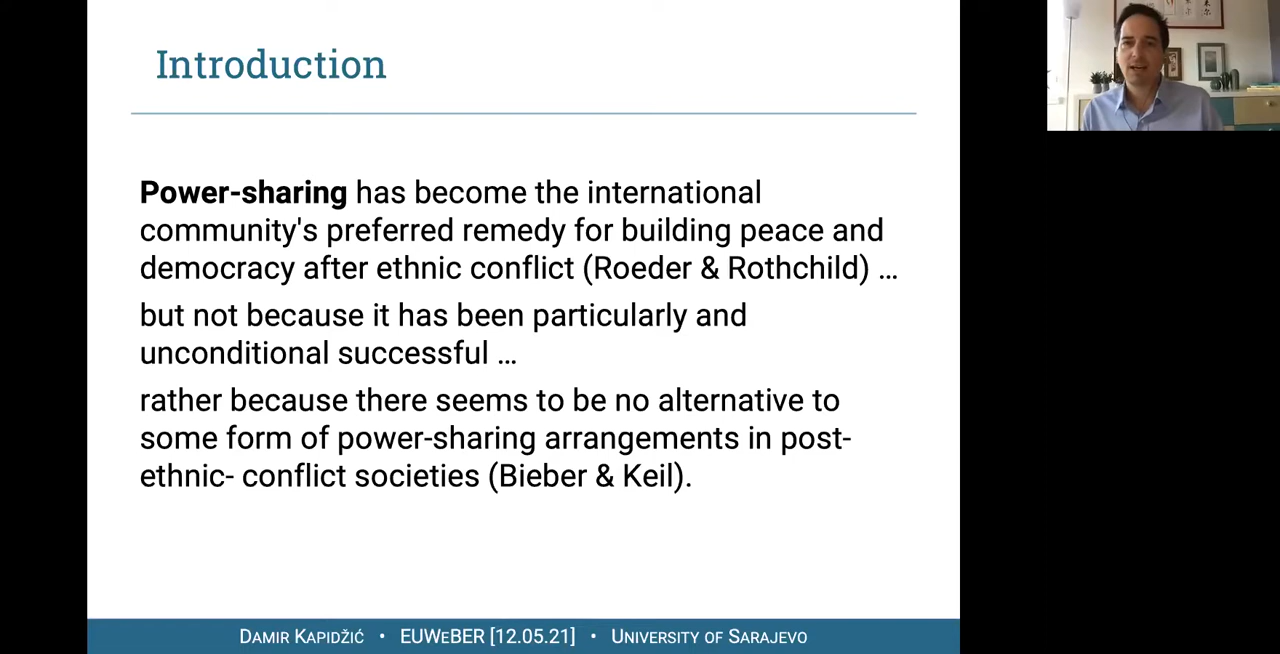 Introduction
Power-sharing has become the international
community's preferred remedy for building peace and
democracy after ethnic conflict (Roeder & Rothchild) ...
but not because it has been particularly and
unconditional successful ...
rather because there seems to be no alternative to
some form of power-sharing arrangements in post-
ethnic- conflict societies (Bieber & Keil).
DAMIR KAPIDŽIĆ • EUWEBER [12.05.21] • UNIVERSITY OF SARAJEVO